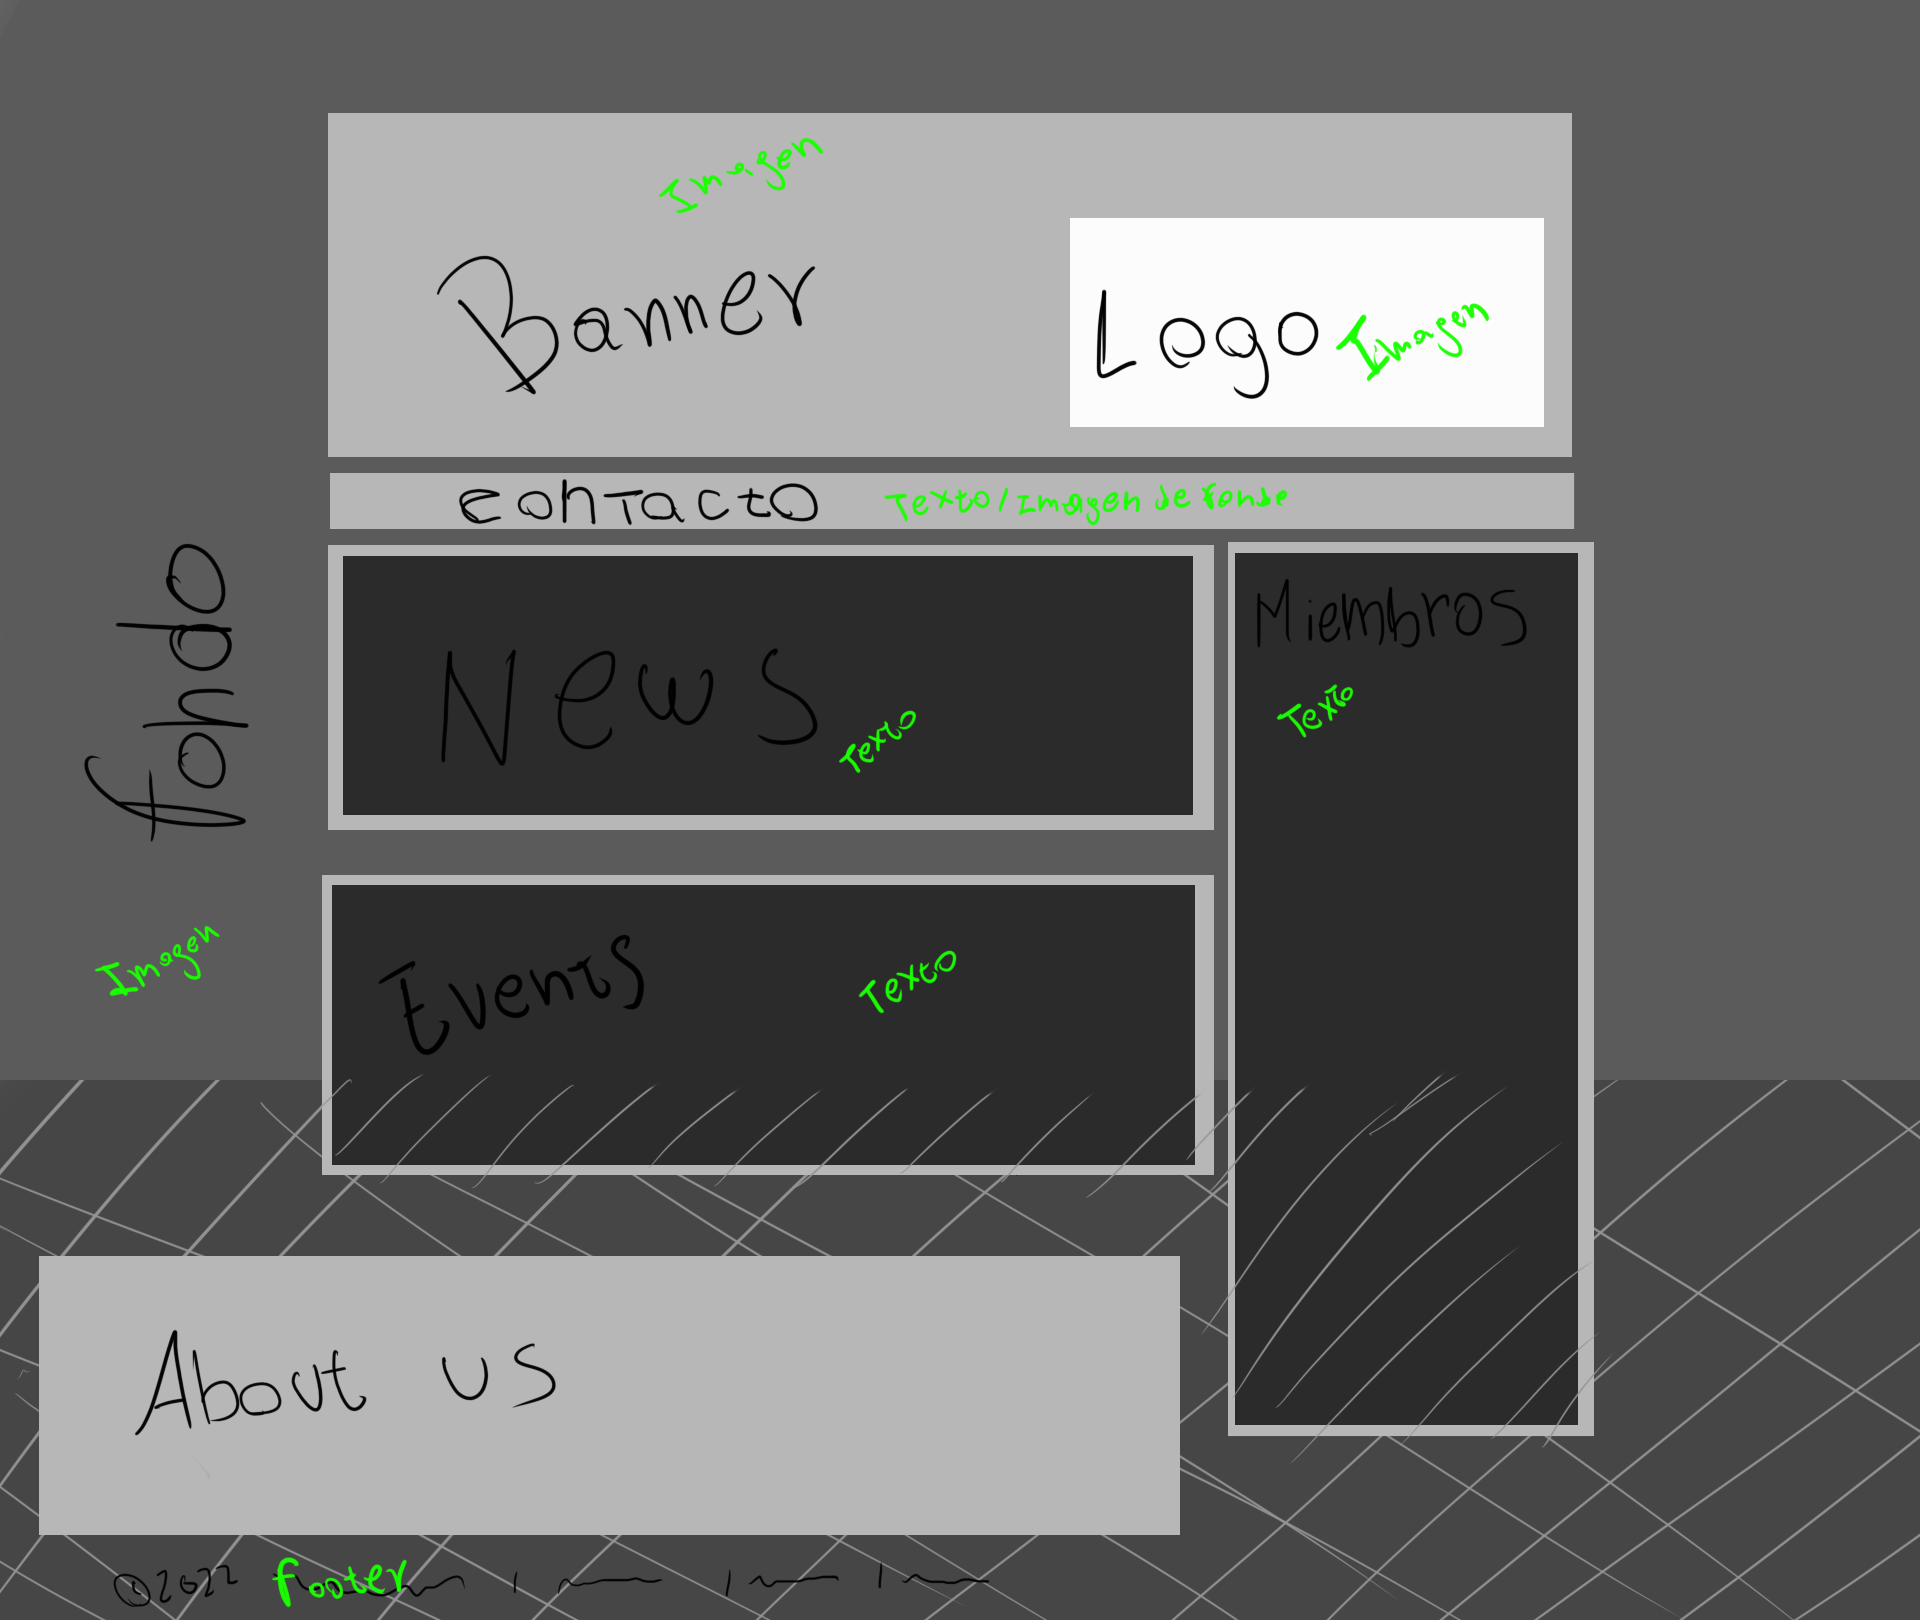 Imagen
Banner
Logo Imagen
contacto Texto/Imagen de fonde
fondo
Imagen
News
Texto
Miembros
Texto
Events
Texto
About us
©2022 footer | | |